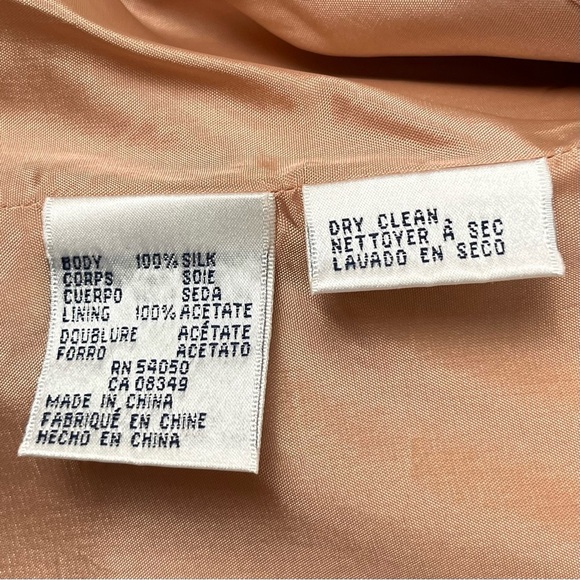 BODY 100% SILK
CORPS SOIE
CUERPO SEDA
LINING 100% ACETATE
DOUBLURE ACÉTATE
FORRO ACETATO
RN 54050
CA 08349
MADE IN CHINA
FABRIQUÉ EN CHINE
HECHO EN CHINA
DRY CLEAN
NETTOYER À SEC
LAVADO EN SECO